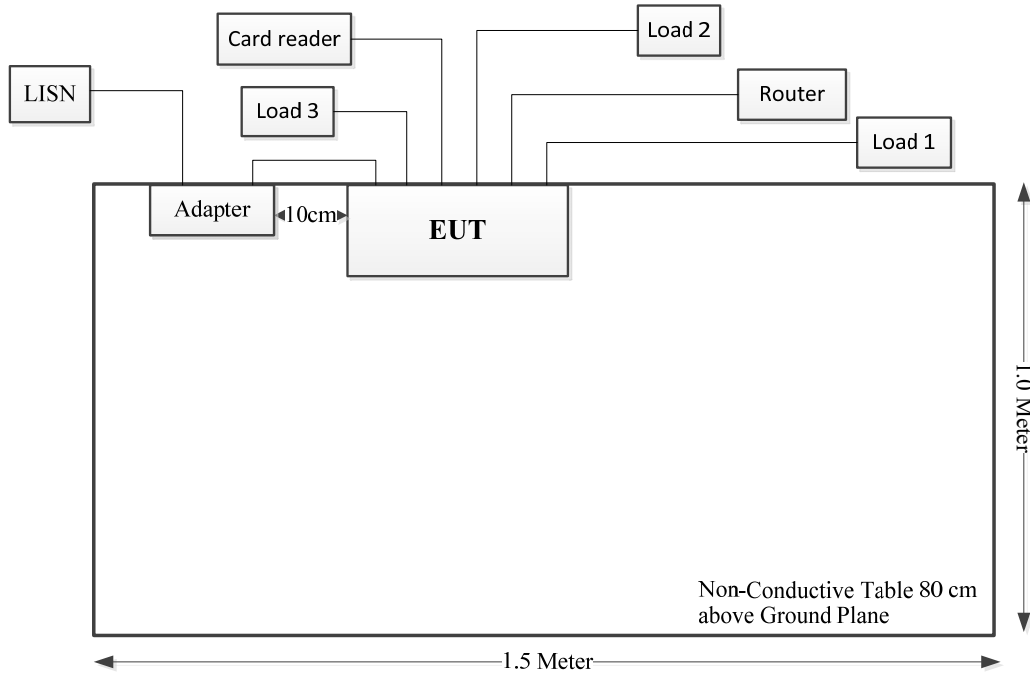 Card reader
Load 2
LISN
Load 3
Router
Load 1
Adapter
10cm
EUT
1.0 Meter
Non-Conductive Table 80 cm
above Ground Plane
1.5 Meter